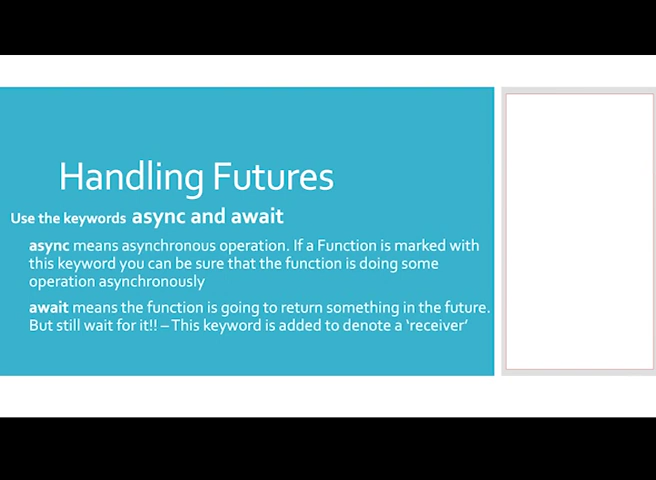 Handling Futures
Use the keywords async and await
async means asynchronous operation. If a Function is marked with
this keyword you can be sure that the function is doing some
operation asynchronously
await means the function is going to return something in the future.
But still wait for it!! – This keyword is added to denote a ‘receiver’